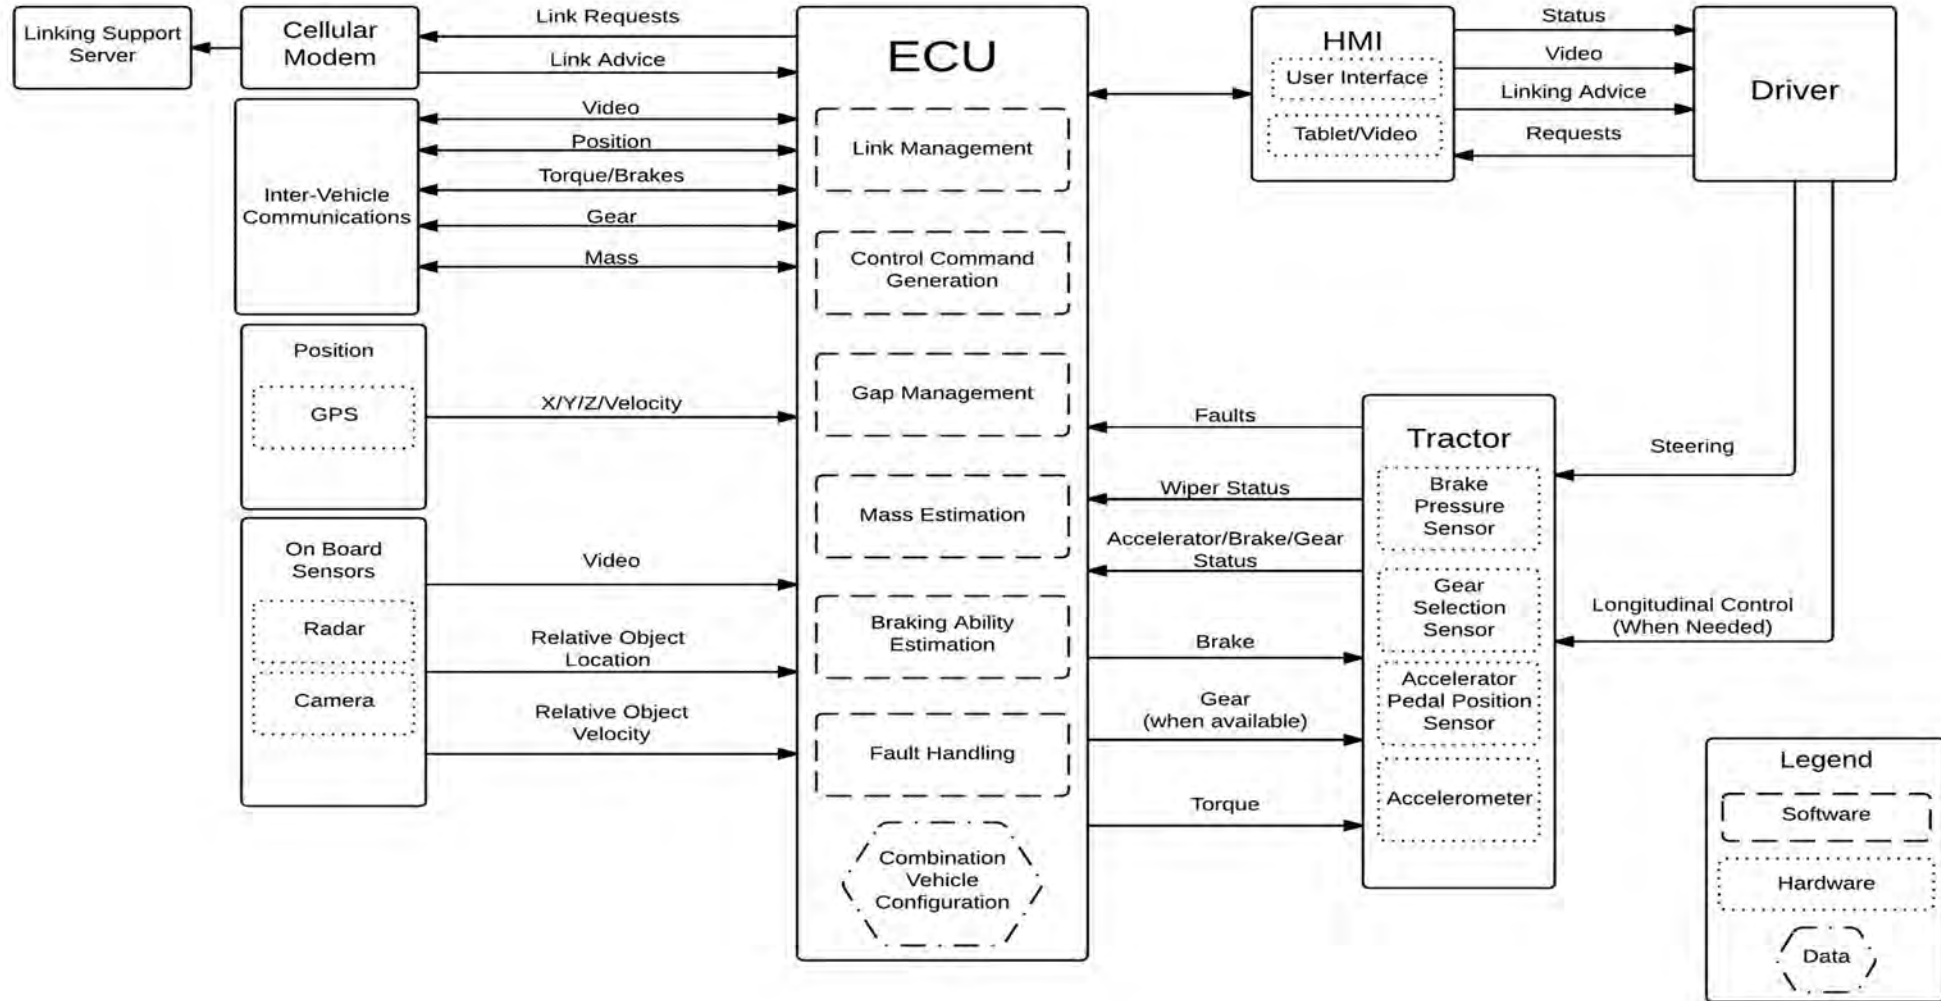 Linking Support
Server
Cellular
Modem
Link Requests
Link Advice
Inter-Vehicle
Communications
Video
Position
Torque/Brakes
Gear
Mass
Position
GPS
X/Y/Z/Velocity
On Board
Sensors
Radar
Camera
Video
Relative Object
Location
Relative Object
Velocity
ECU
Link Management
Control Command
Generation
Gap Management
Mass Estimation
Braking Ability
Estimation
Fault Handling
Combination
Vehicle
Configuration
HMI
User Interface
Tablet/Video
Status
Video
Linking Advice
Requests
Driver
Faults
Wiper Status
Accelerator/Brake/Gear
Status
Brake
Gear
(when available)
Torque
Tractor
Brake
Pressure
Sensor
Gear
Selection
Sensor
Accelerator
Pedal Position
Sensor
Accelerometer
Steering
Longitudinal Control
(When Needed)
Legend
Software
Hardware
Data